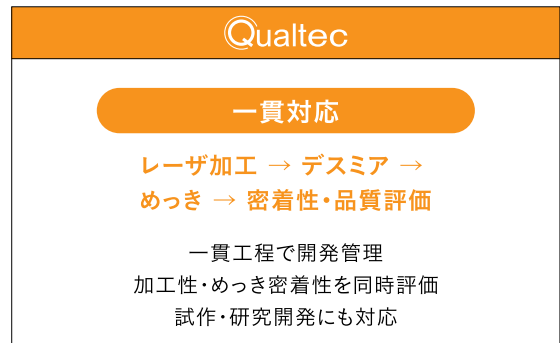 Qualtec
一貫対応
レーザ加工 → デスミア →
めっき → 密着性・品質評価
一貫工程で開発管理
加工性・めっき密着性を同時評価
試作・研究開発にも対応